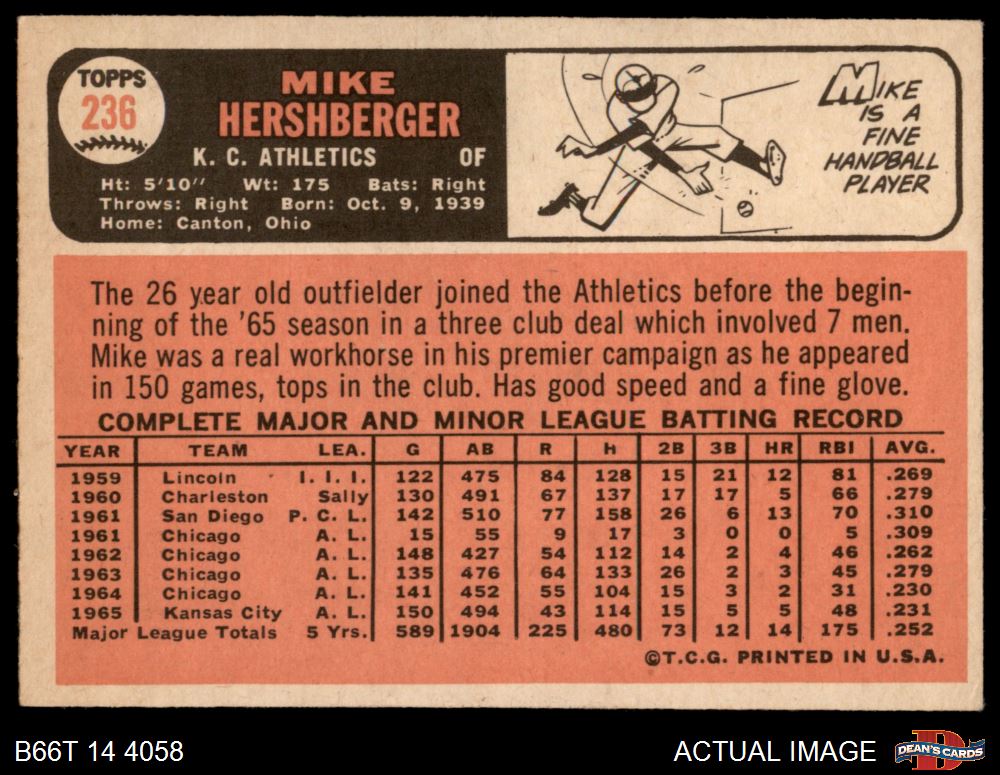 TOPPS
236
MIKE
HERSHBERGER
K. C. ATHLETICS OF
Ht: 5'10" Wt: 175 Bats: Right
Throws: Right Born: Oct. 9, 1939
Home: Canton, Ohio
MIKE
IS A
FINE
HANDBALL
PLAYER
The 26 year old outfielder joined the Athletics before the begin-
ning of the '65 season in a three club deal which involved 7 men.
Mike was a real workhorse in his premier campaign as he appeared
in 150 games, tops in the club. Has good speed and a fine glove.
COMPLETE MAJOR AND MINOR LEAGUE BATTING RECORD
YEAR TEAM LEA. G AB R h 2B 3B HR RBI AVG.
1959 Lincoln I. I. I. 122 475 84 128 15 21 12 81 .269
1960 Charleston Sally 130 491 67 137 17 17 5 66 .279
1961 San Diego P. C. L. 142 510 77 158 26 6 13 70 .310
1961 Chicago A. L. 15 55 9 17 3 0 0 5 .309
1962 Chicago A. L. 148 427 54 112 14 2 4 46 .262
1963 Chicago A. L. 135 476 64 133 26 2 3 45 .279
1964 Chicago A. L. 141 452 55 104 15 3 2 31 .230
1965 Kansas City A. L. 150 494 43 114 15 5 5 48 .231
Major League Totals 5 Yrs. 589 1904 225 480 73 12 14 175 .252
©T.C.G. PRINTED IN U.S.A.
B66T 14 4058 ACTUAL IMAGE
D
DEAN'S CARDS